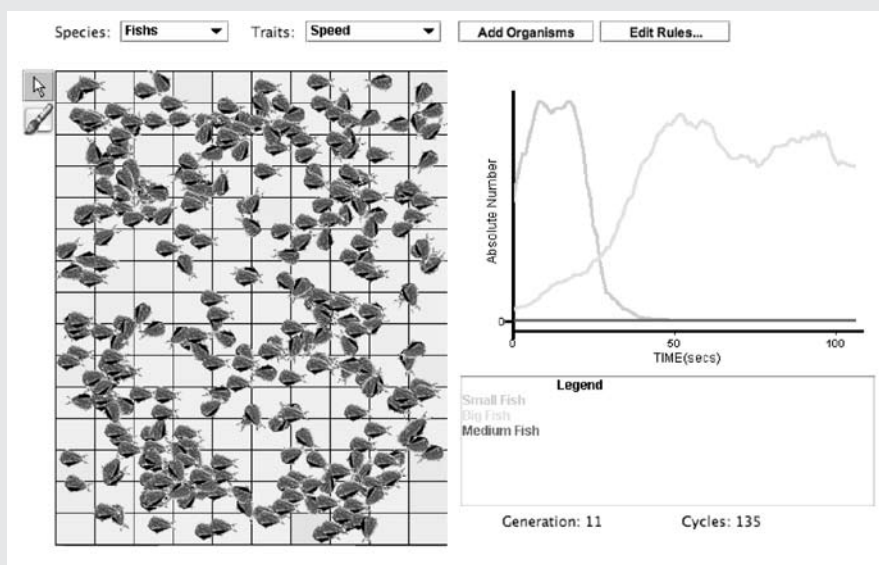 Species: Fishs Traits: Speed Add Organisms Edit Rules...
Absolute Number
0
0 50 100
TIME(secs)
Legend
Small Fish
Big Fish
Medium Fish
Generation: 11 Cycles: 135